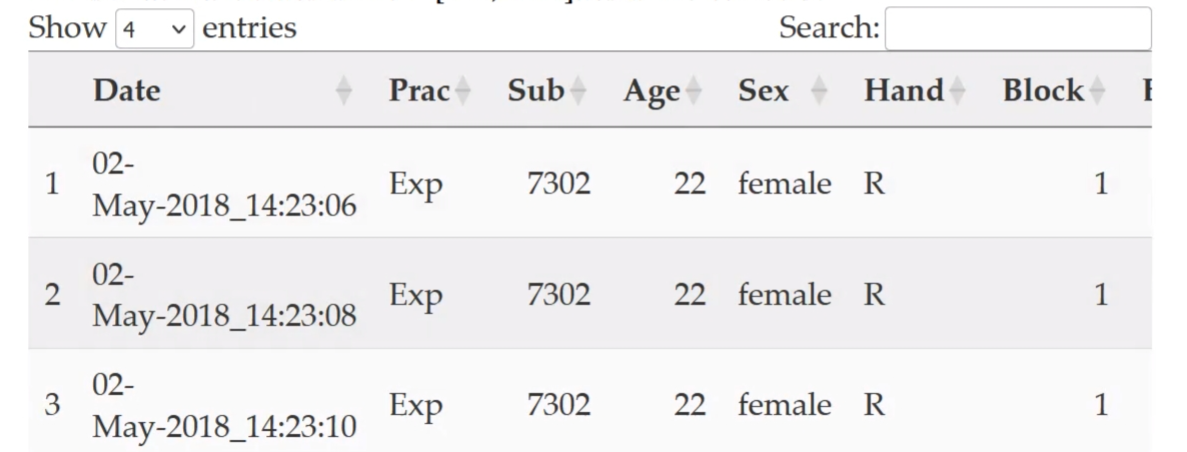 Show 4 entries Search:
Date Prac Sub Age Sex Hand Block
02-
1 Exp 7302 22 female R 1
May-2018_14:23:06
02-
2 Exp 7302 22 female R 1
May-2018_14:23:08
02-
3 Exp 7302 22 female R 1
May-2018_14:23:10